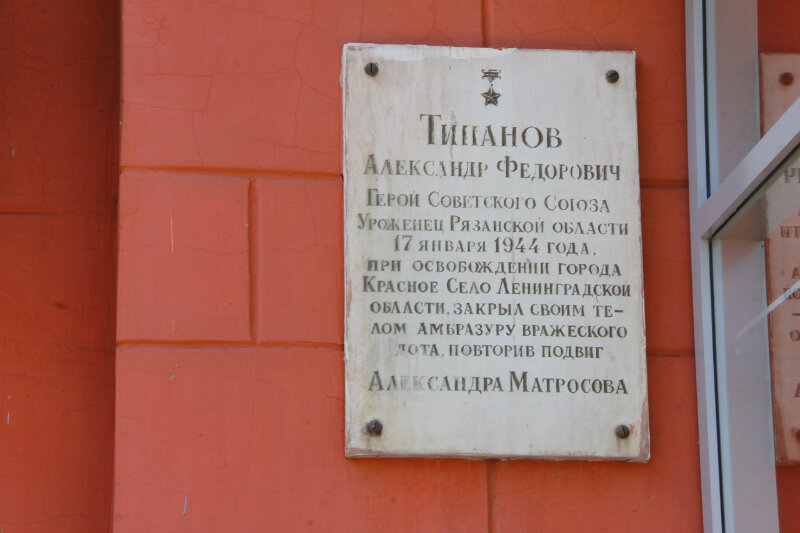 Типанов
Александр Федорович
Герой Советского Союза
Уроженец Рязанской области
17 января 1944 года,
при освобождении города
Красное Село Ленинградской
области, закрыл своим те-
лом амбразуру вражеского
дота, повторив подвиг
Александра Матросова